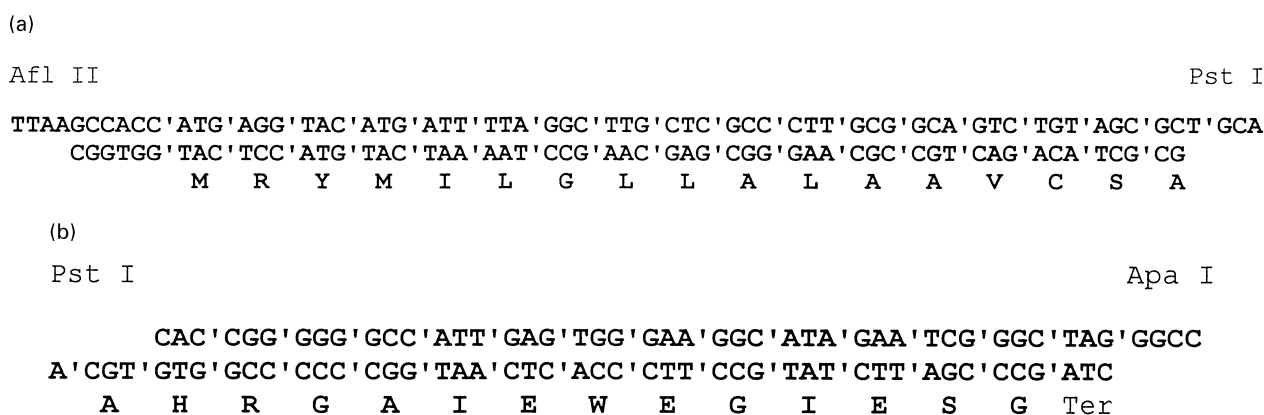 (a)
Afl II Pst I
TTAAGCCACC'ATG'AGG'TAC'ATG'ATT'TTA'GGC'TTG'CTC'GCC'CTT'GCG'GCA'GTC'TGT'AGC'GCT'GCA
CGGTGG'TAC'TCC'ATG'TAC'TAA'AAT'CCG'AAC'GAG'CGG'GAA'CGC'CGT'CAG'ACA'TCG'CG
M R Y M I L G L L A L A A V C S A
(b)
Pst I Apa I
CAC'CGG'GGG'GCC'ATT'GAG'TGG'GAA'GGC'ATA'GAA'TCG'GGC'TAG'GGCC
A'CGT'GTG'GCC'CCC'CGG'TAA'CTC'ACC'CTT'CCG'TAT'CTT'AGC'CCG'ATC
A H R G A I E W E G I E S G Ter